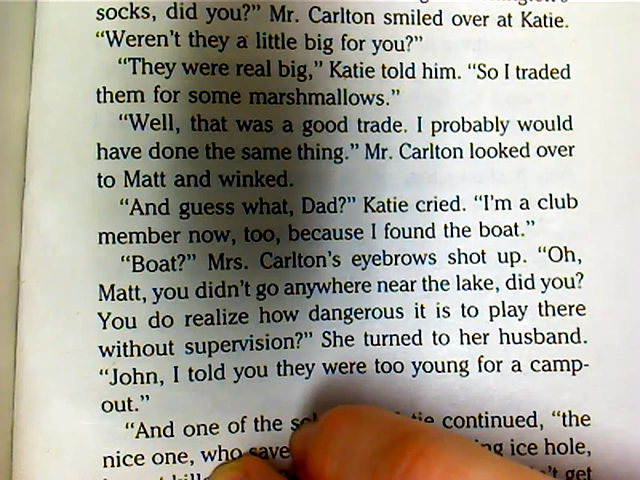 socks, did you?” Mr. Carlton smiled over at Katie.
“Weren’t they a little big for you?”
“They were real big,” Katie told him. “So I traded
them for some marshmallows.”
“Well, that was a good trade. I probably would
have done the same thing.” Mr. Carlton looked over
to Matt and winked.
“And guess what, Dad?” Katie cried. “I’m a club
member now, too, because I found the boat.”
“Boat?” Mrs. Carlton’s eyebrows shot up. “Oh,
Matt, you didn’t go anywhere near the lake, did you?
You do realize how dangerous it is to play there
without supervision?” She turned to her husband.
“John, I told you they were too young for a camp-
out.”
“And one of the continued, “the
nice one, who ice hole,
get